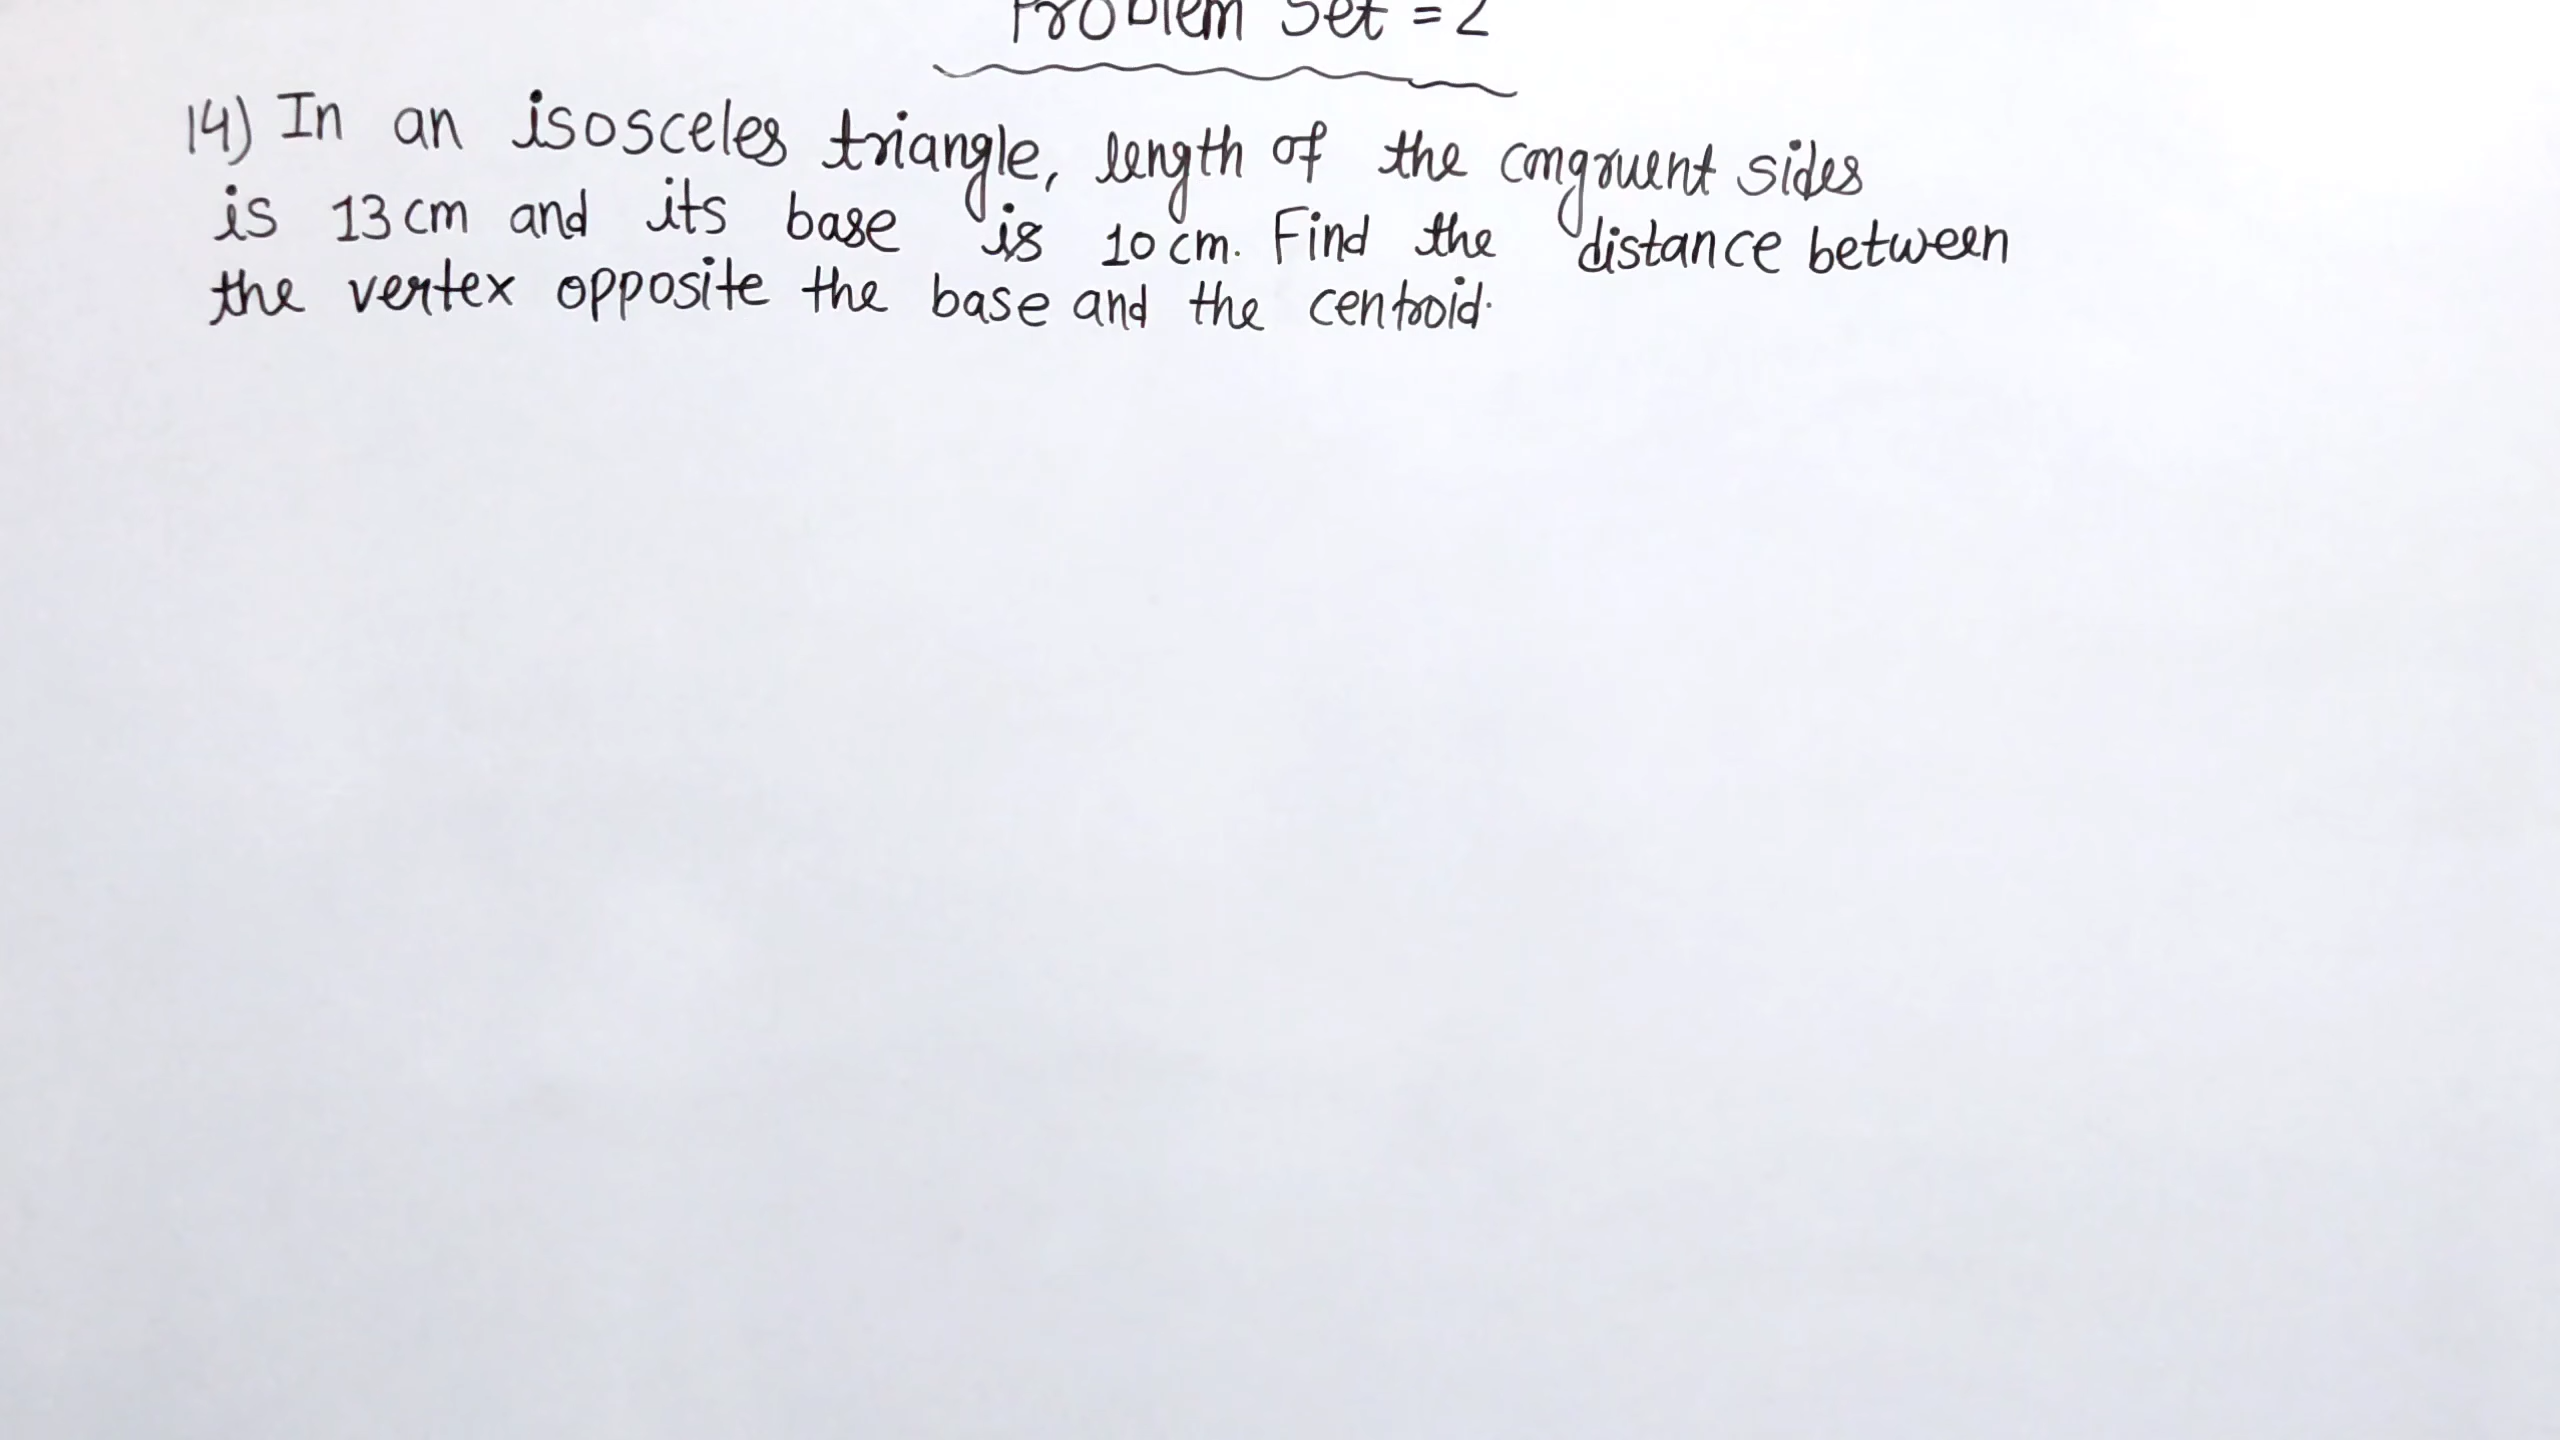 Problem Set = 2
14) In an isosceles triangle, length of the congruent sides
is 13 cm and its base is 10 cm. Find the distance between
the vertex opposite the base and the centroid.